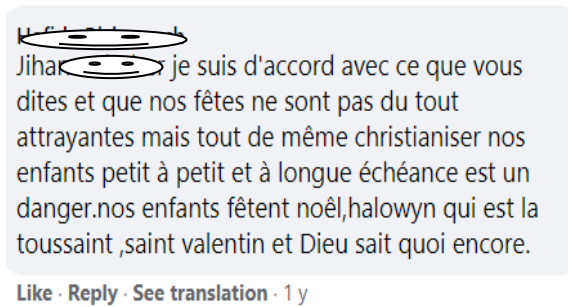 je suis d'accord avec ce que vous
dites et que nos fêtes ne sont pas du tout
attrayantes mais tout de même christianiser nos
enfants petit à petit et à longue échéance est un
danger.nos enfants fêtent noêl,halowyn qui est la
toussaint ,saint valentin et Dieu sait quoi encore.
Like · Reply · See translation · 1 y